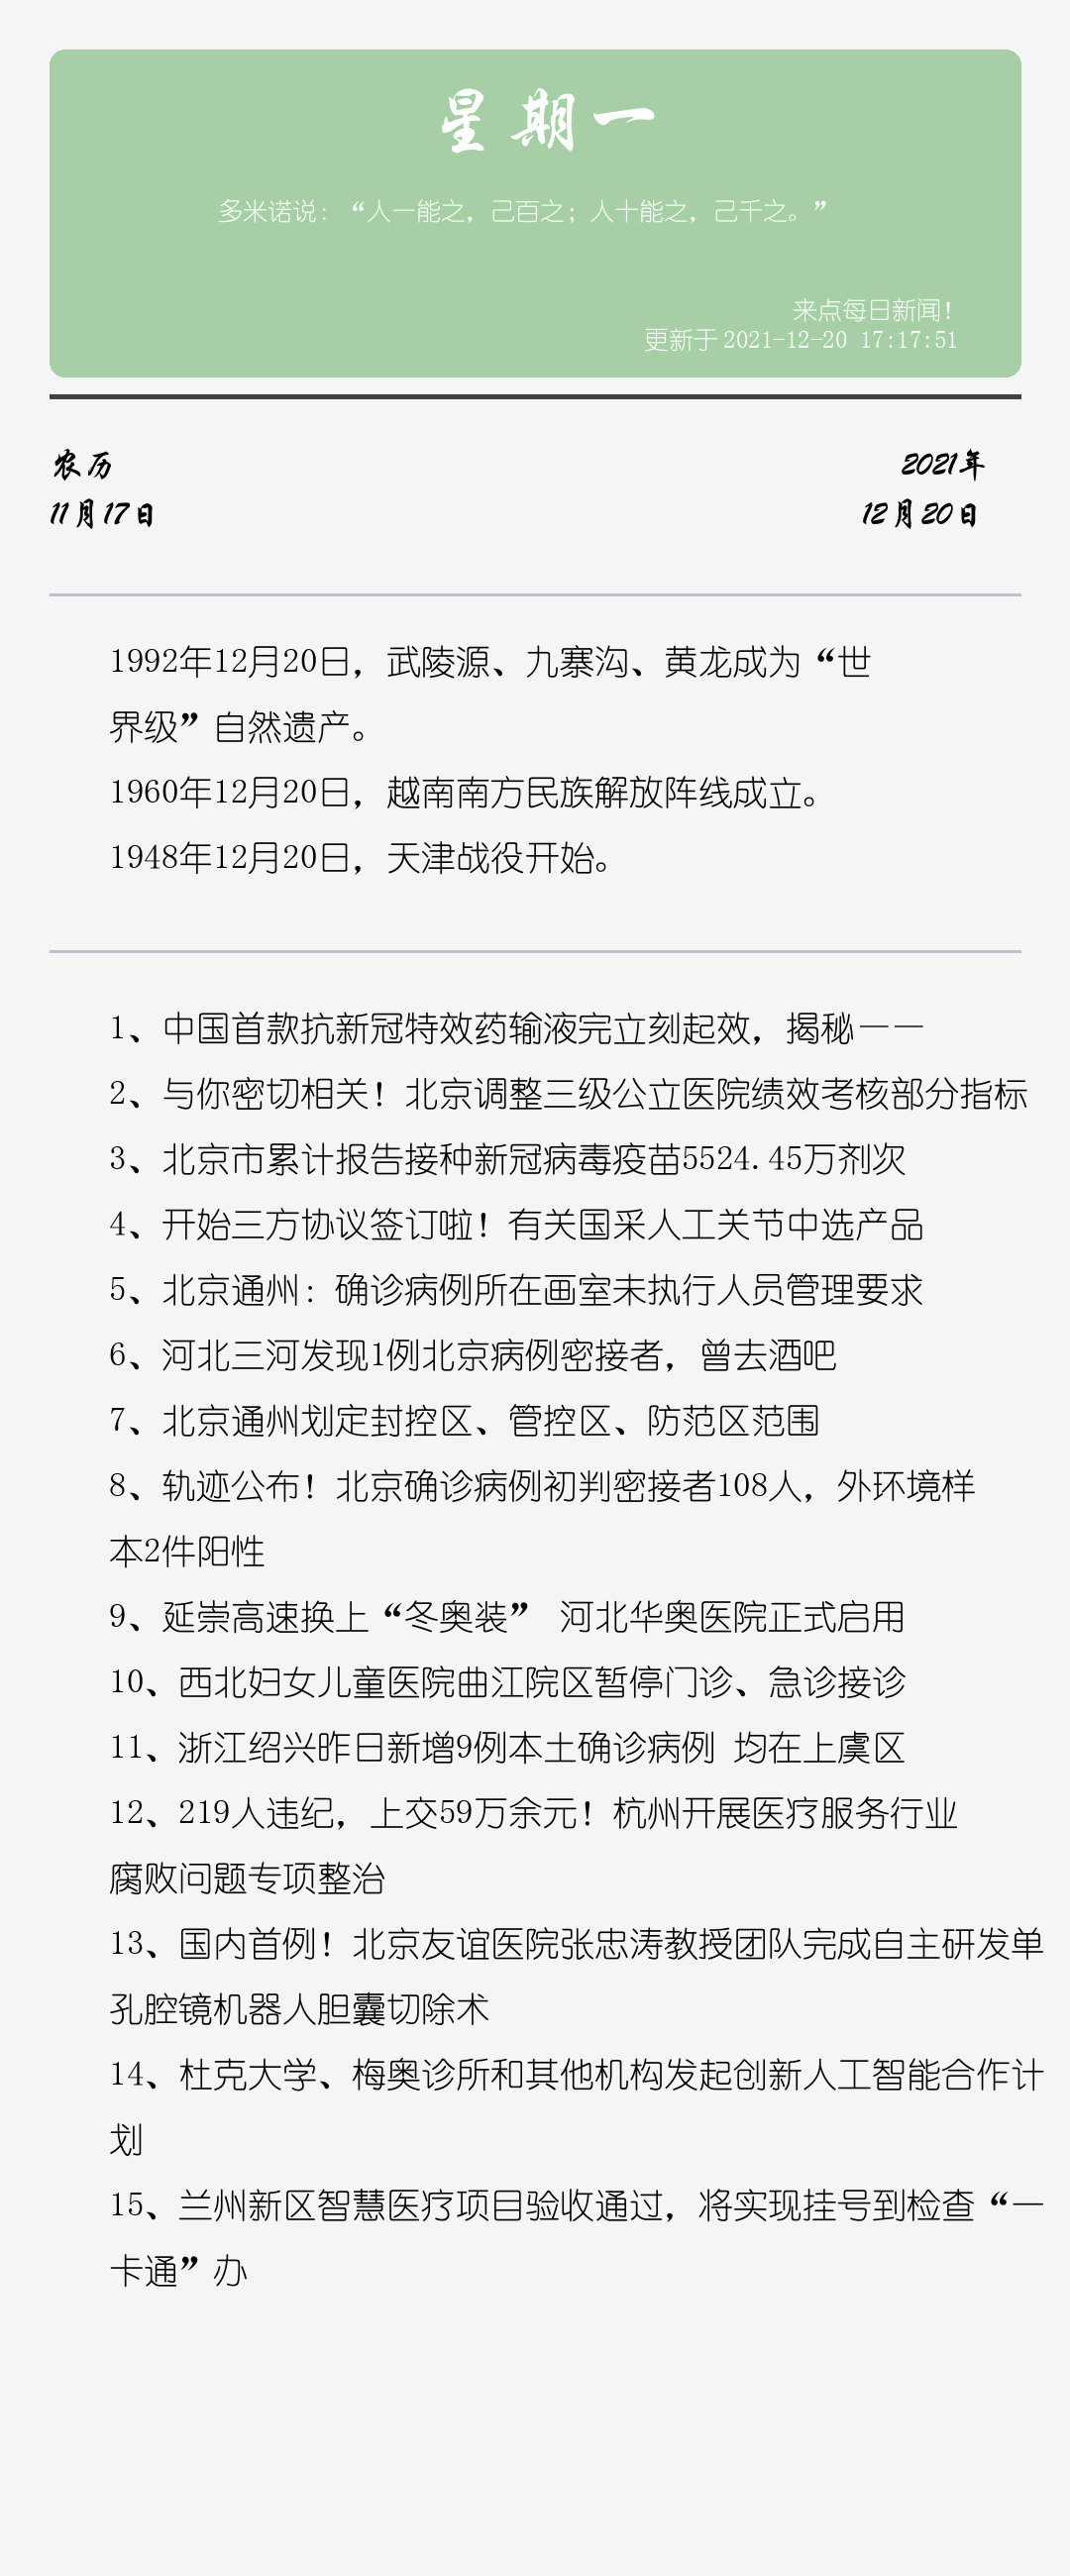 星期一
多米诺说：“人一能之，己百之；人十能之，己千之。”
来点每日新闻！
更新于2021-12-20 17:17:51
农历
2021年
11月17日
12月20日
1992年12月20日，武陵源、九寨沟、黄龙成为“世
界级”自然遗产。
1960年12月20日，越南南方民族解放阵线成立。
1948年12月20日，天津战役开始。
1、中国首款抗新冠特效药输液完立刻起效，揭秘——
2、与你密切相关！北京调整三级公立医院绩效考核部分指标
3、北京市累计报告接种新冠病毒疫苗5524.45万剂次
4、开始三方协议签订啦！有关国采人工关节中选产品
5、北京通州：确诊病例所在画室未执行人员管理要求
6、河北三河发现1例北京病例密接者，曾去酒吧
7、北京通州划定封控区、管控区、防范区范围
8、轨迹公布！北京确诊病例初判密接者108人，外环境样
本2件阳性
9、延崇高速换上“冬奥装” 河北华奥医院正式启用
10、西北妇女儿童医院曲江院区暂停门诊、急诊接诊
11、浙江绍兴昨日新增9例本土确诊病例 均在上虞区
12、219人违纪，上交59万余元！杭州开展医疗服务行业
腐败问题专项整治
13、国内首例！北京友谊医院张忠涛教授团队完成自主研发单
孔腔镜机器人胆囊切除术
14、杜克大学、梅奥诊所和其他机构发起创新人工智能合作计
划
15、兰州新区智慧医疗项目验收通过，将实现挂号到检查“一
卡通”办